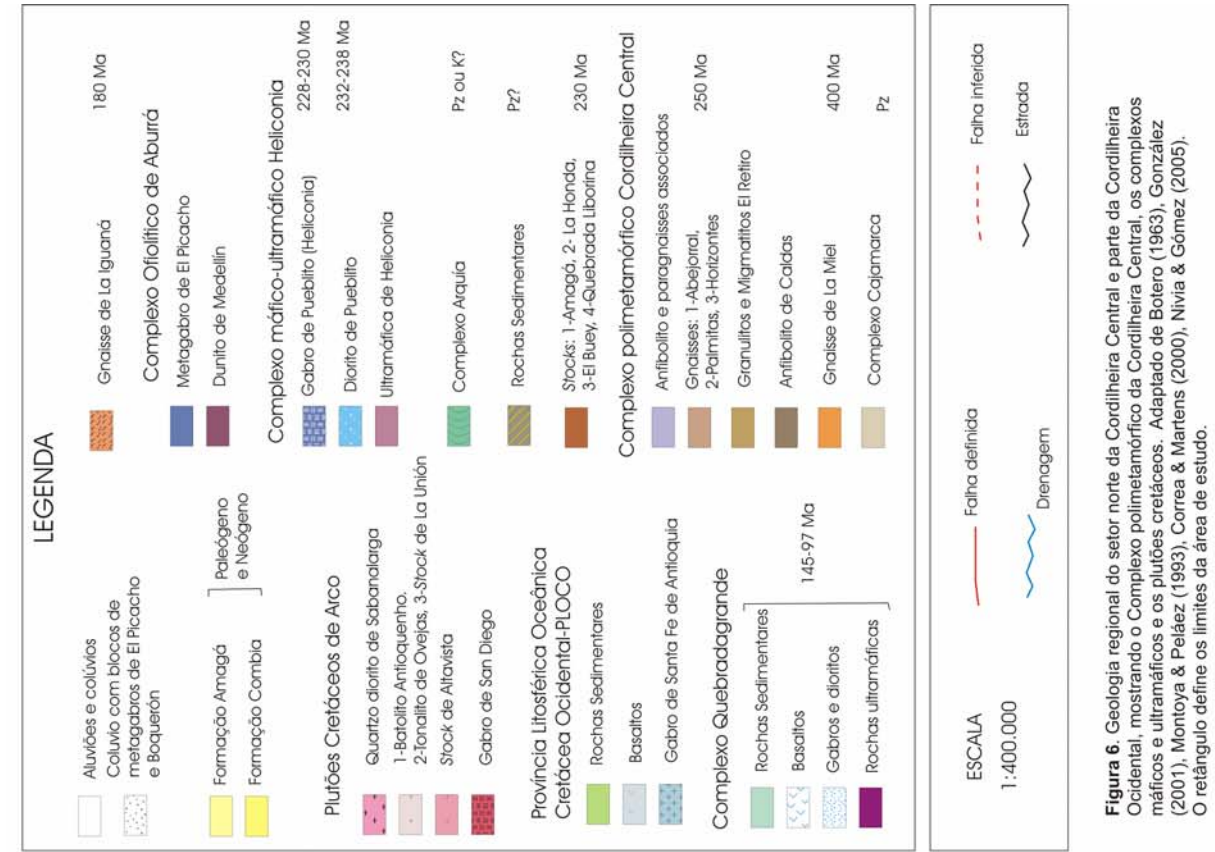 LEGENDA
Aluviões e colúvios
Coluvio com blocos de
metagabros de El Picacho
e Boquerón
Formação Amagá
Formação Combia
Paleógeno
e Neógeno
Plutões Cretáceos de Arco
Quartzo diorito de Sabanalarga
1-Batolito Antioquenho.
2-Tonalito de Ovejas, 3-Stock de La Unión
Stock de Altavista
Gabro de San Diego
Província Litosférica Oceânica
Cretácea Ocidental-PLOCO
Rochas Sedimentares
Basaltos
Gabro de Santa Fe de Antioquia
Complexo Quebradagrande
Rochas Sedimentares
Basaltos
Gabros e dioritos
Rochas ultramáficas
145-97 Ma
Gnaisse de La Iguaná 180 Ma
Complexo Ofiolítico de Aburrá
Metagabro de El Picacho
Dunito de Medellín
Complexo máfico-ultramáfico Heliconia
Gabro de Pueblito (Heliconia) 228-230 Ma
Diorito de Pueblito 232-238 Ma
Ultramáfica de Heliconia
Complexo Arquía Pz ou K?
Rochas Sedimentares Pz?
Stocks: 1-Amagá, 2- La Honda,
3-El Buey, 4-Quebrada Liborina
230 Ma
Complexo polimetamórfico Cordilheira Central
Anfibolito e paragnaisses associados
Gnaisses: 1-Abejorral,
2-Palmitas, 3-Horizontes
250 Ma
Granulitos e Migmatitos El Retiro
Anfibolito de Caldas
Gnaisse de La Miel 400 Ma
Complexo Cajamarca Pz
ESCALA
1:400.000
Falha definida
Falha inferida
Drenagem
Estrada
Figura 6. Geologia regional do setor norte da Cordilheira Central e parte da Cordilheira
Ocidental, mostrando o Complexo polimetamórfico da Cordilheira Central, os complexos
máficos e ultramáficos e os plutões cretáceos. Adaptado de Botero (1963), González
(2001), Montoya & Peláez (1993), Correa & Martens (2000), Nivia & Gómez (2005).
O retângulo define os limites da área de estudo.